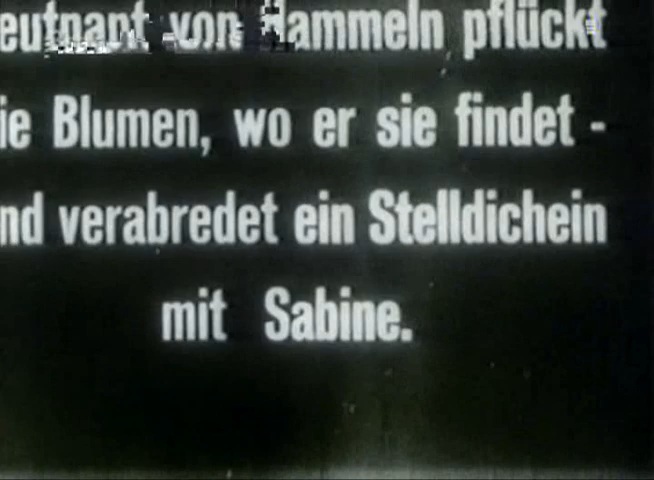 eutnant von Hammeln pflückt
ie Blumen, wo er sie findet -
nd verabredet ein Stelldichein
mit Sabine.